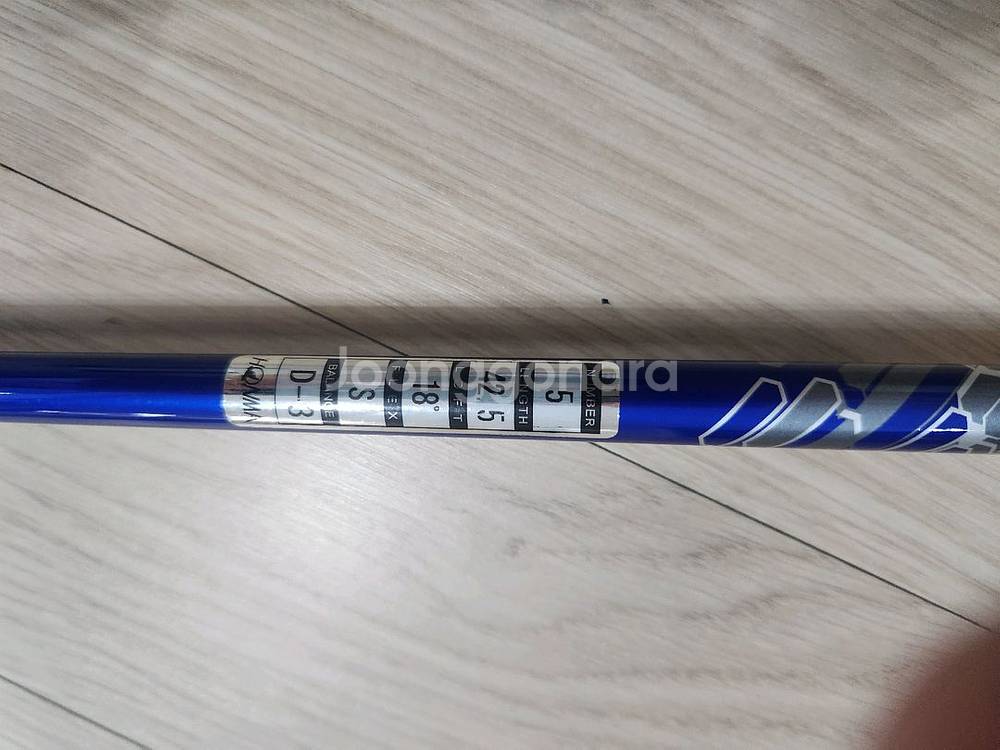 Joonggonara
NUMBER
5
LENGTH
42.5
LOFT
18°
FLEX
S
BALANCE
D-3
HONMA